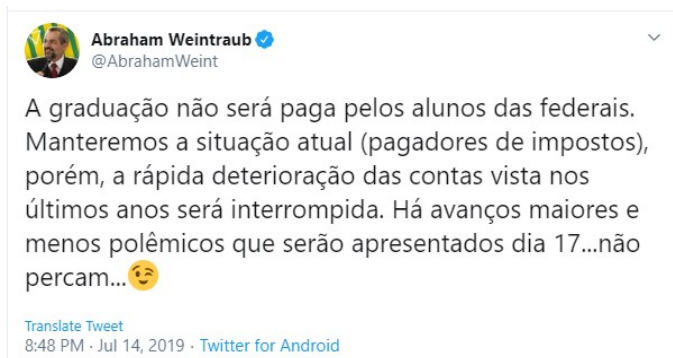 Abraham Weintraub
@AbrahamWeint
A graduação não será paga pelos alunos das federais.
Manteremos a situação atual (pagadores de impostos),
porém, a rápida deterioração das contas vista nos
últimos anos será interrompida. Há avanços maiores e
menos polêmicos que serão apresentados dia 17...não
percam...😉
Translate Tweet
8:48 PM · Jul 14, 2019 · Twitter for Android